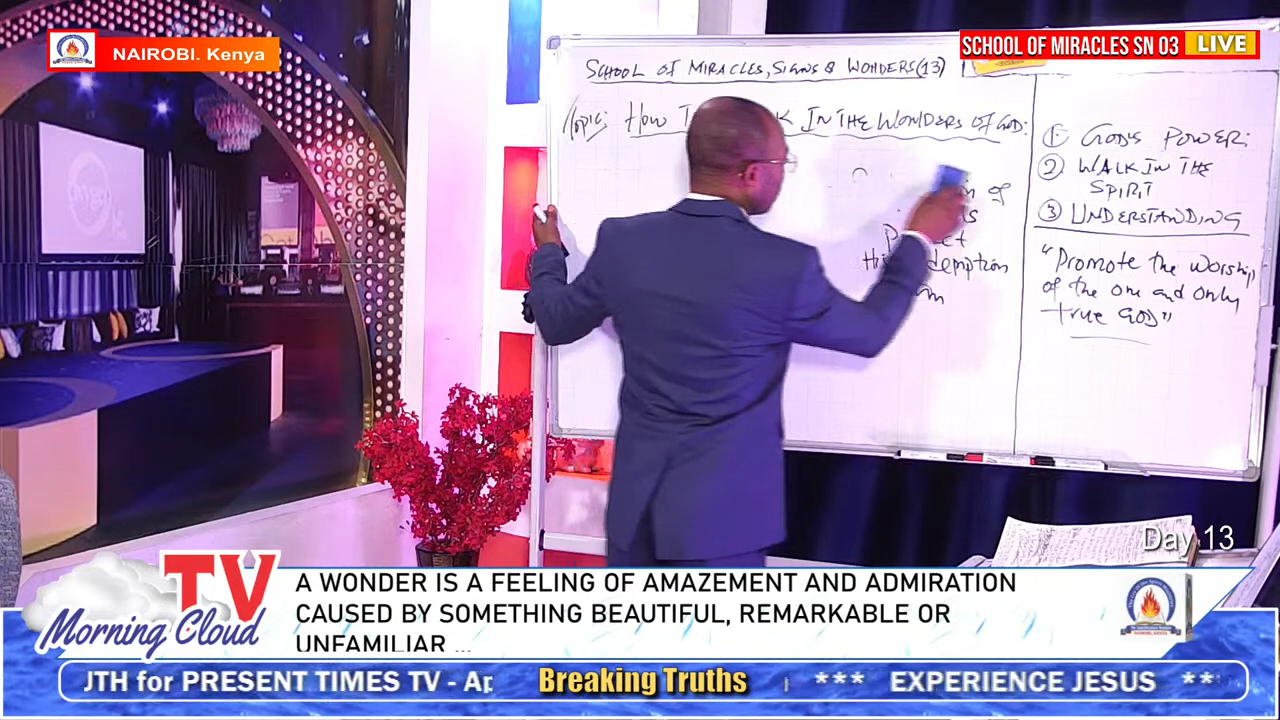 NAIROBI. Kenya
SCHOOL OF MIRACLES SN 03
LIVE
SCHOOL OF MIRACLES, SIGNS & WONDERS (13)
Topic: HOW T K IN THE WONDERS OF GOD:
of
demption
① GOD'S POWER:
② WALK IN THE
SPIRIT
③ UNDERSTANDING
"Promote the worship
of the one and only
true GOD"
Day 13
TV
Morning Cloud
A WONDER IS A FEELING OF AMAZEMENT AND ADMIRATION
CAUSED BY SOMETHING BEAUTIFUL, REMARKABLE OR
UNFAMILIAR ...
JTH for PRESENT TIMES TV - Ap
Breaking Truths
*** EXPERIENCE JESUS **